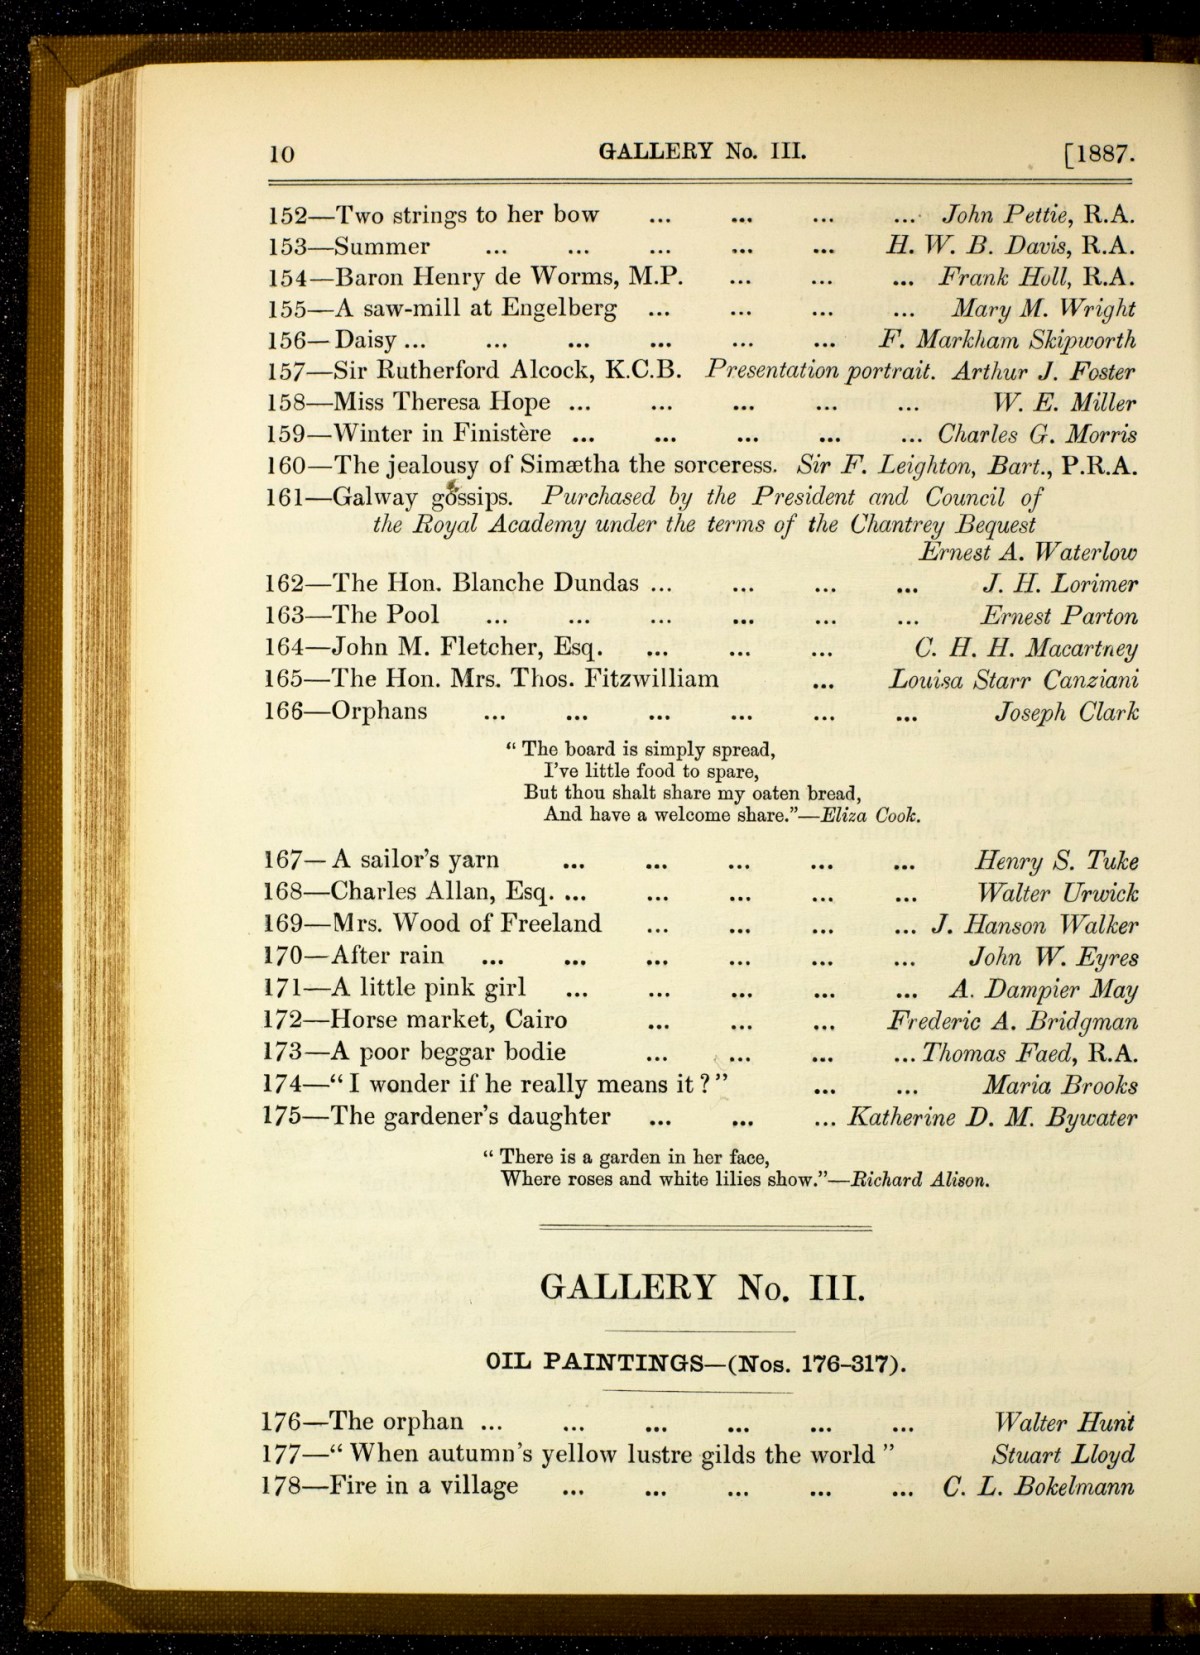 10 GALLERY No. III. [1887.
152—Two strings to her bow ... ... ... ... John Pettie, R.A.
153—Summer ... ... ... ... ... H. W. B. Davis, R.A.
154—Baron Henry de Worms, M.P. ... ... ... Frank Holl, R.A.
155—A saw-mill at Engelberg ... ... ... ... Mary M. Wright
156—Daisy ... ... ... ... ... ... F. Markham Skipworth
157—Sir Rutherford Alcock, K.C.B. Presentation portrait. Arthur J. Foster
158—Miss Theresa Hope ... ... ... ... ... W. E. Miller
159—Winter in Finistère ... ... ... ... ... Charles G. Morris
160—The jealousy of Simætha the sorceress. Sir F. Leighton, Bart., P.R.A.
161—Galway gossips. Purchased by the President and Council of
the Royal Academy under the terms of the Chantrey Bequest
Ernest A. Waterlow
162—The Hon. Blanche Dundas ... ... ... ... J. H. Lorimer
163—The Pool ... ... ... ... ... ... Ernest Parton
164—John M. Fletcher, Esq. ... ... ... C. H. H. Macartney
165—The Hon. Mrs. Thos. Fitzwilliam ... Louisa Starr Canziani
166—Orphans ... ... ... ... ... ... Joseph Clark
“ The board is simply spread,
I’ve little food to spare,
But thou shalt share my oaten bread,
And have a welcome share.”—Eliza Cook.
167—A sailor’s yarn ... ... ... ... ... Henry S. Tuke
168—Charles Allan, Esq. ... ... ... ... ... Walter Urwick
169—Mrs. Wood of Freeland ... ... ... ... J. Hanson Walker
170—After rain ... ... ... ... ... ... John W. Eyres
171—A little pink girl ... ... ... ... ... A. Dampier May
172—Horse market, Cairo ... ... ... Frederic A. Bridgman
173—A poor beggar bodie ... ... ... ... Thomas Faed, R.A.
174—“ I wonder if he really means it ? ” ... ... Maria Brooks
175—The gardener’s daughter ... ... ... Katherine D. M. Bywater
“ There is a garden in her face,
Where roses and white lilies show.”—Richard Alison.
GALLERY No. III.
OIL PAINTINGS—(Nos. 176–317).
176—The orphan ... ... ... ... ... ... Walter Hunt
177—“ When autumn’s yellow lustre gilds the world ” Stuart Lloyd
178—Fire in a village ... ... ... ... ... C. L. Bokelmann